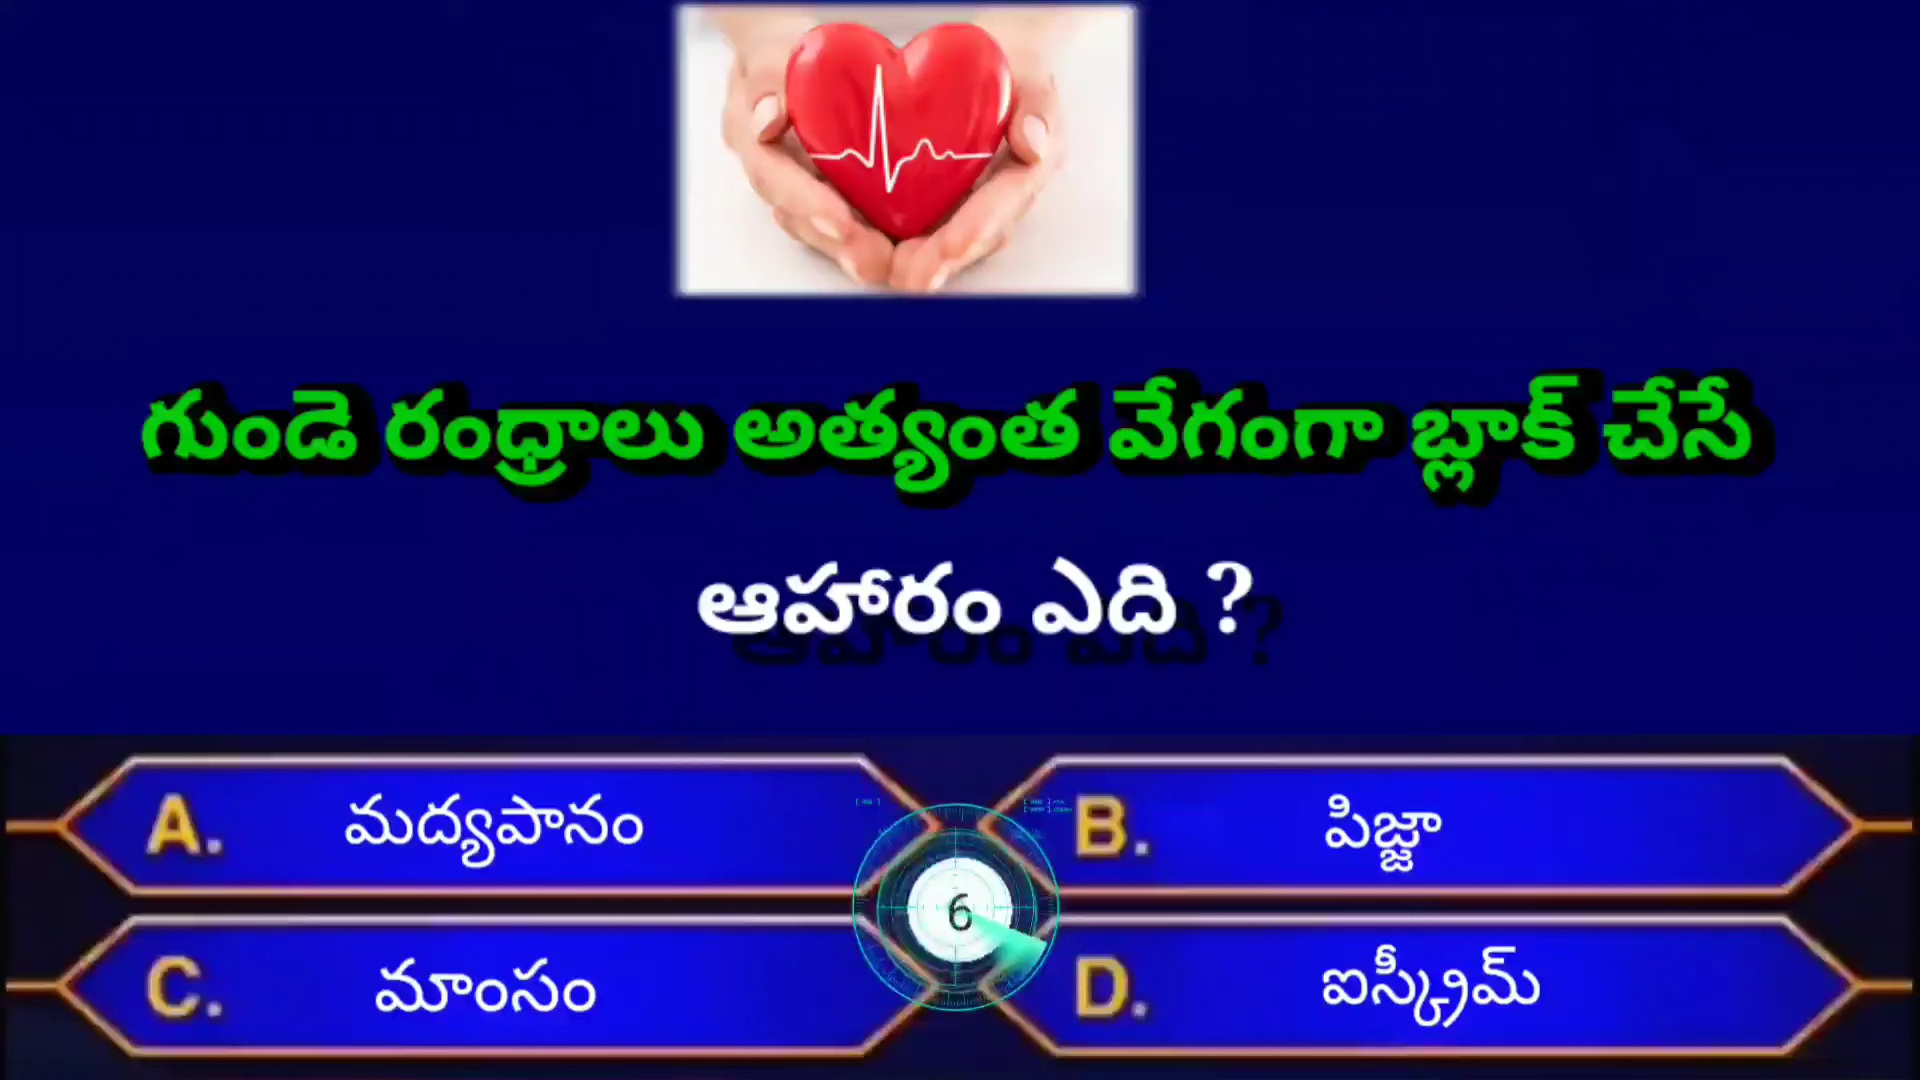 గుండె రంధ్రాలు అత్యంత వేగంగా బ్లాక్ చేసే
ఆహారం ఎది ?
A. మద్యపానం
B. పిజ్జా
6
C. మాంసం
D. ఐస్క్రీమ్